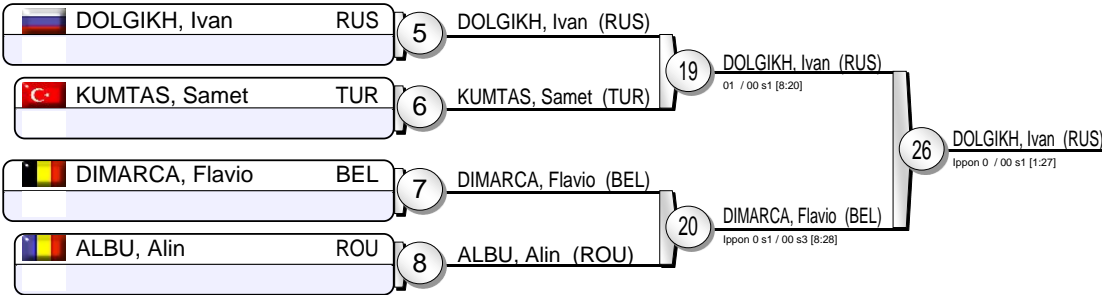 DOLGIKH, Ivan RUS
5
DOLGIKH, Ivan (RUS)
KUMTAS, Samet TUR
6
KUMTAS, Samet (TUR)
19
DOLGIKH, Ivan (RUS)
01 / 00 s1 [8:20]
DIMARCA, Flavio BEL
7
DIMARCA, Flavio (BEL)
ALBU, Alin ROU
8
ALBU, Alin (ROU)
20
DIMARCA, Flavio (BEL)
Ippon 0 s1 / 00 s3 [8:28]
26
DOLGIKH, Ivan (RUS)
Ippon 0 / 00 s1 [1:27]